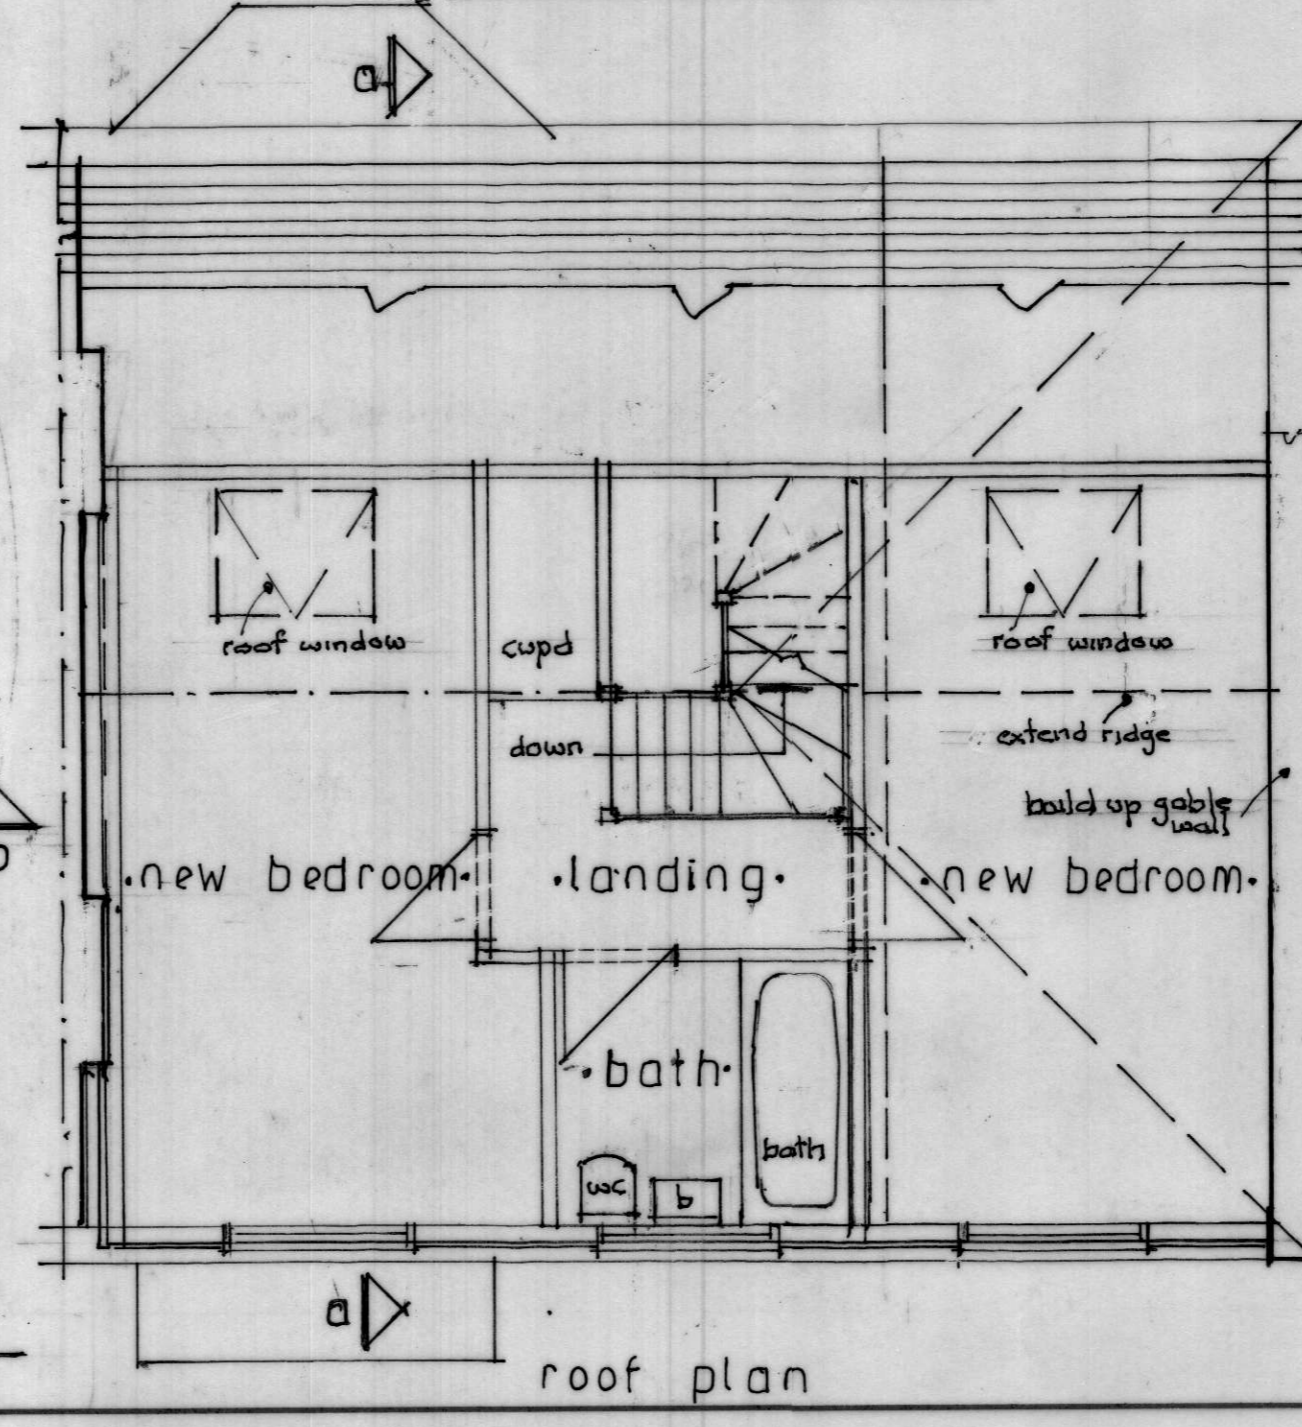 a
roof window
cupd
roof window
down
extend ridge
build up gable
wall
.new bedroom.
.landing.
.new bedroom.
.bath.
bath
wc
b
a
roof plan